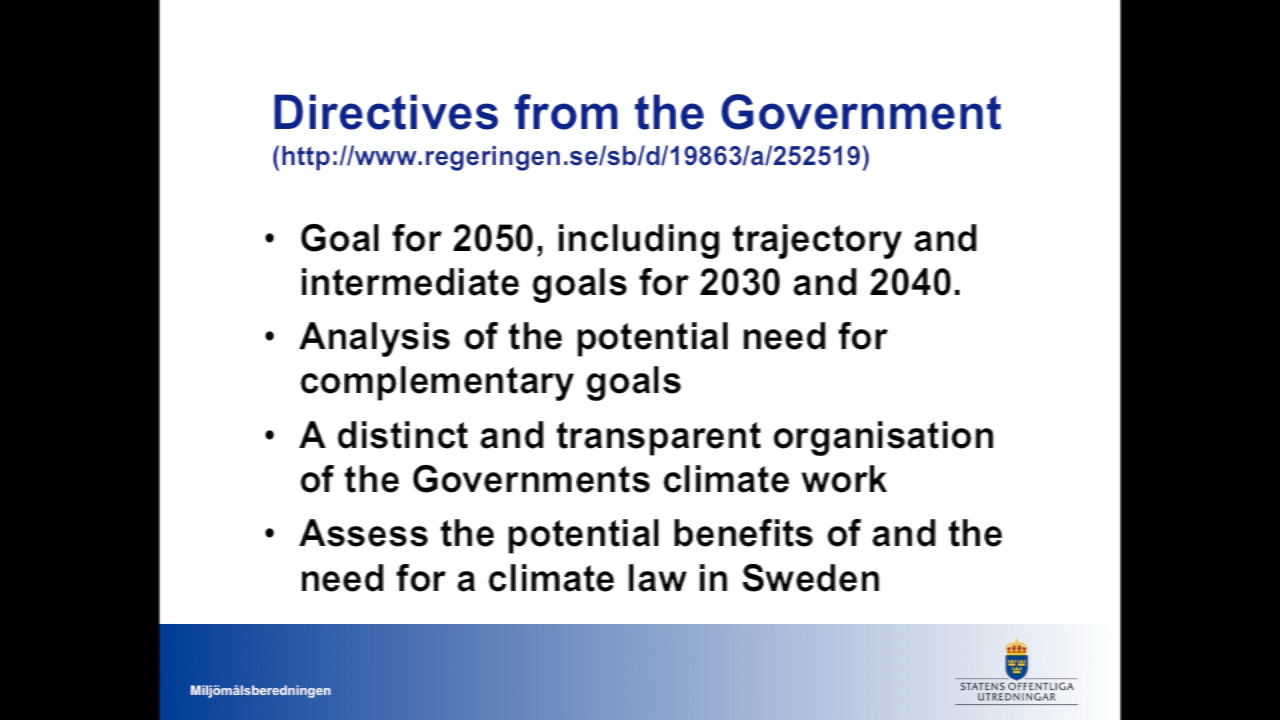 Directives from the Government
(http://www.regeringen.se/sb/d/19863/a/252519)
• Goal for 2050, including trajectory and
intermediate goals for 2030 and 2040.
• Analysis of the potential need for
complementary goals
• A distinct and transparent organisation
of the Governments climate work
• Assess the potential benefits of and the
need for a climate law in Sweden
Miljömålsberedningen
STATENS OFFENTLIGA
UTREDNINGAR